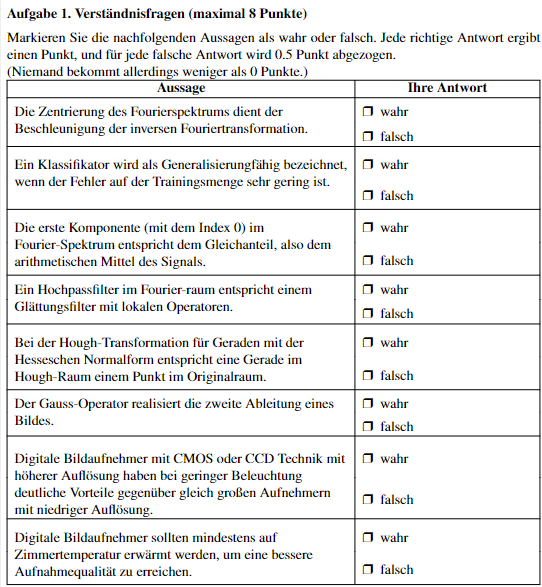 Aufgabe 1. Verständnisfragen (maximal 8 Punkte)
Markieren Sie die nachfolgenden Aussagen als wahr oder falsch. Jede richtige Antwort ergibt
einen Punkt, und für jede falsche Antwort wird 0.5 Punkt abgezogen.
(Niemand bekommt allerdings weniger als 0 Punkte.)
Aussage
Ihre Antwort
Die Zentrierung des Fourierspektrums dient der
Beschleunigung der inversen Fouriertransformation.
❒ wahr
❒ falsch
Ein Klassifikator wird als Generalisierungfähig bezeichnet,
wenn der Fehler auf der Trainingsmenge sehr gering ist.
❒ wahr
❒ falsch
Die erste Komponente (mit dem Index 0) im
Fourier-Spektrum entspricht dem Gleichanteil, also dem
arithmetischen Mittel des Signals.
❒ wahr
❒ falsch
Ein Hochpassfilter im Fourier-raum entspricht einem
Glättungsfilter mit lokalen Operatoren.
❒ wahr
❒ falsch
Bei der Hough-Transformation für Geraden mit der
Hesseschen Normalform entspricht eine Gerade im
Hough-Raum einem Punkt im Originalraum.
❒ wahr
❒ falsch
Der Gauss-Operator realisiert die zweite Ableitung eines
Bildes.
❒ wahr
❒ falsch
Digitale Bildaufnehmer mit CMOS oder CCD Technik mit
höherer Auflösung haben bei geringer Beleuchtung
deutliche Vorteile gegenüber gleich großen Aufnehmern
mit niedriger Auflösung.
❒ wahr
❒ falsch
Digitale Bildaufnehmer sollten mindestens auf
Zimmertemperatur erwärmt werden, um eine bessere
Aufnahmequalität zu erreichen.
❒ wahr
❒ falsch